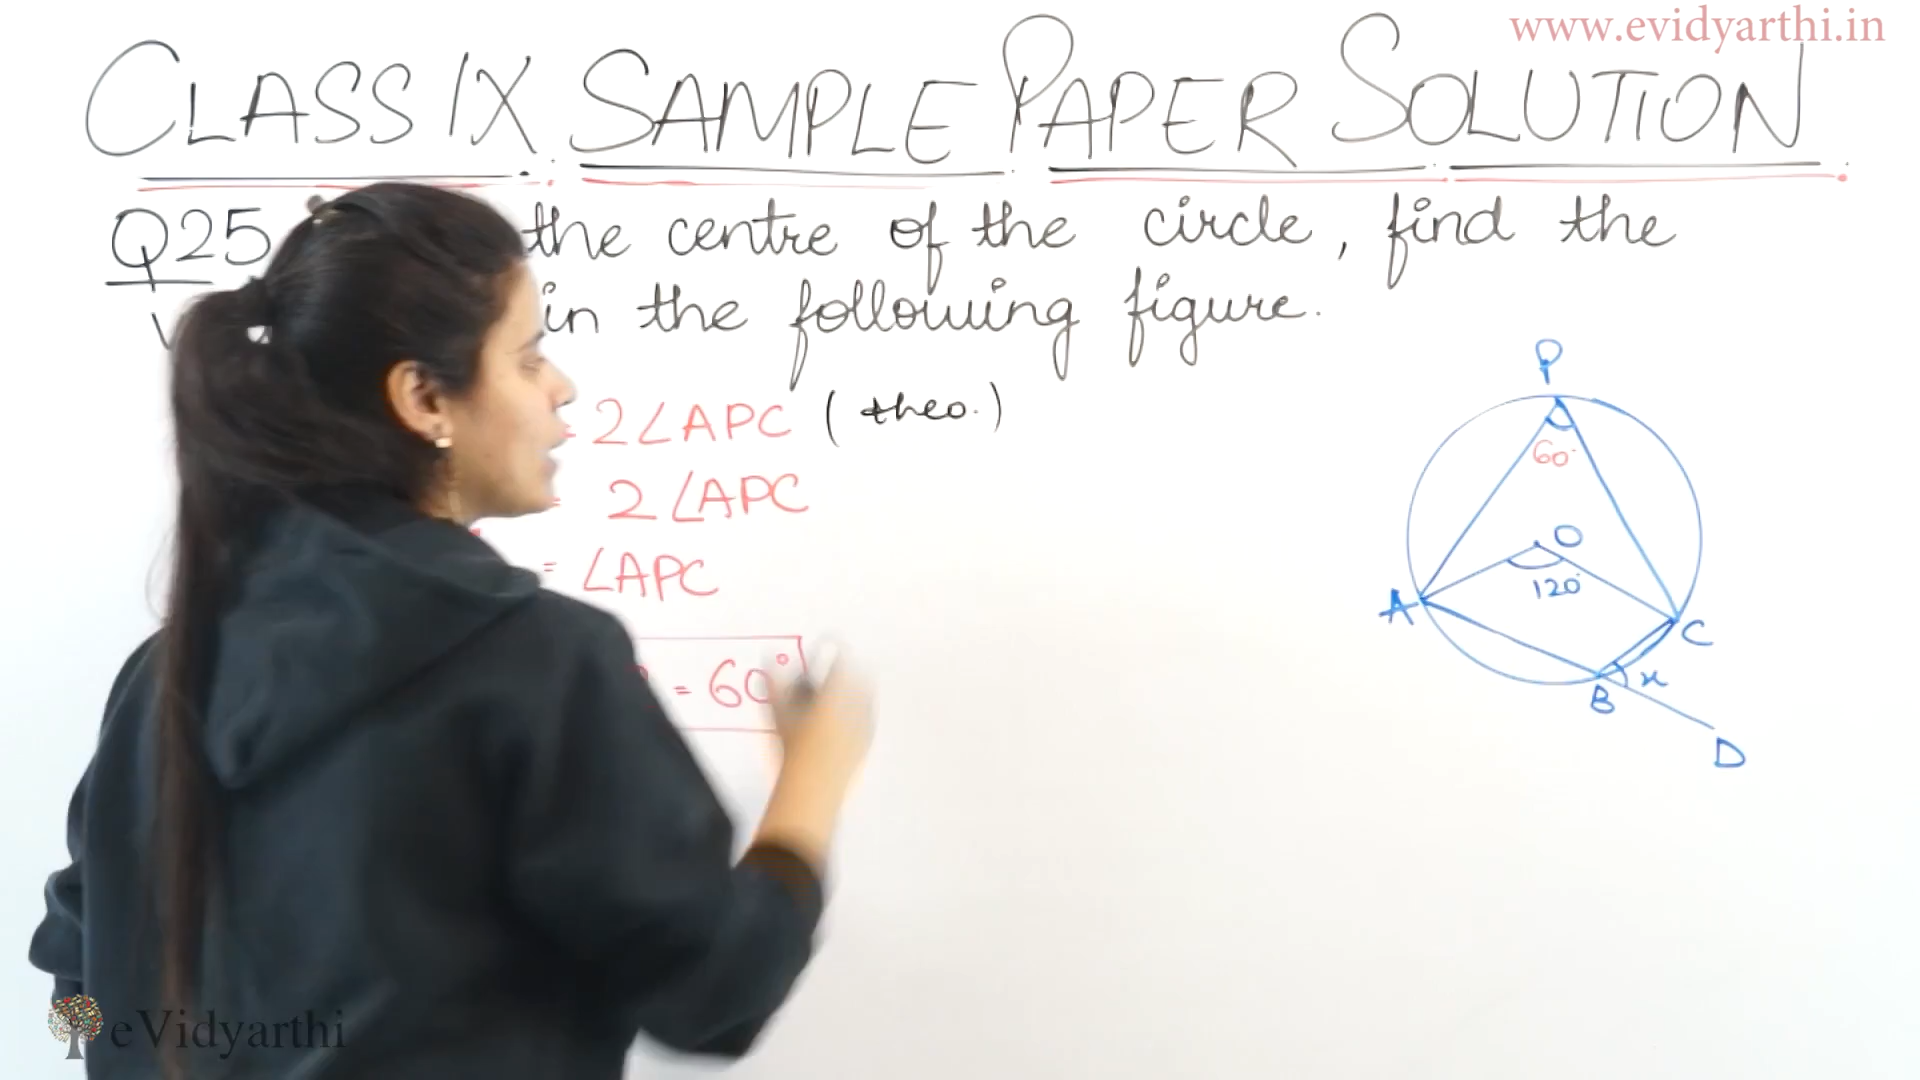 www.evidyarthi.in
CLASS IX SAMPLE PAPER SOLUTION
Q25 the centre of the circle, find the
in the following figure.
= 2∠APC (theo.)
= 2∠APC
= ∠APC
= 60°
P
60°
O
120°
A
C
x
B
D
eVidyarthi